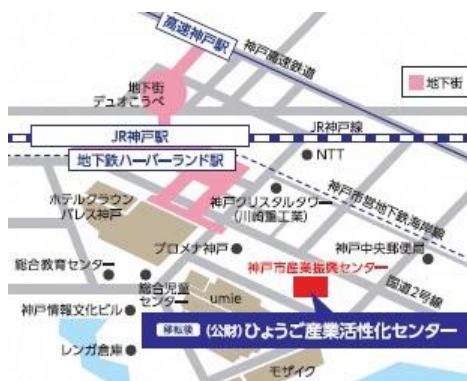 高速神戸駅
神戸高速鉄道
地下街
デュオこうべ
地下街
JR神戸駅
JR神戸線
地下鉄ハーバーランド駅
NTT
神戸市営地下鉄海岸線
ホテルクラウン
パレス神戸
神戸クリスタルタワー
(川崎重工業)
プロメナ神戸
神戸中央郵便局
総合教育センター
神戸市産業振興センター
国道2号線
総合児童
センター
umie
神戸情報文化ビル
移転後 (公財)ひょうご産業活性化センター
レンガ倉庫
モザイク